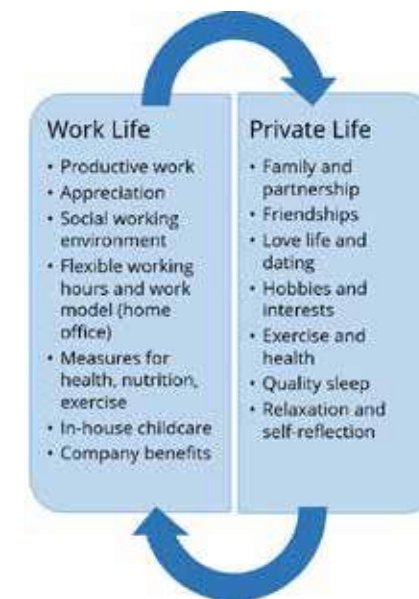 Work Life
• Productive work
• Appreciation
• Social working
environment
• Flexible working
hours and work
model (home
office)
• Measures for
health, nutrition,
exercise
• In-house childcare
• Company benefits
Private Life
• Family and
partnership
• Friendships
• Love life and
dating
• Hobbies and
interests
• Exercise and
health
• Quality sleep
• Relaxation and
self-reflection